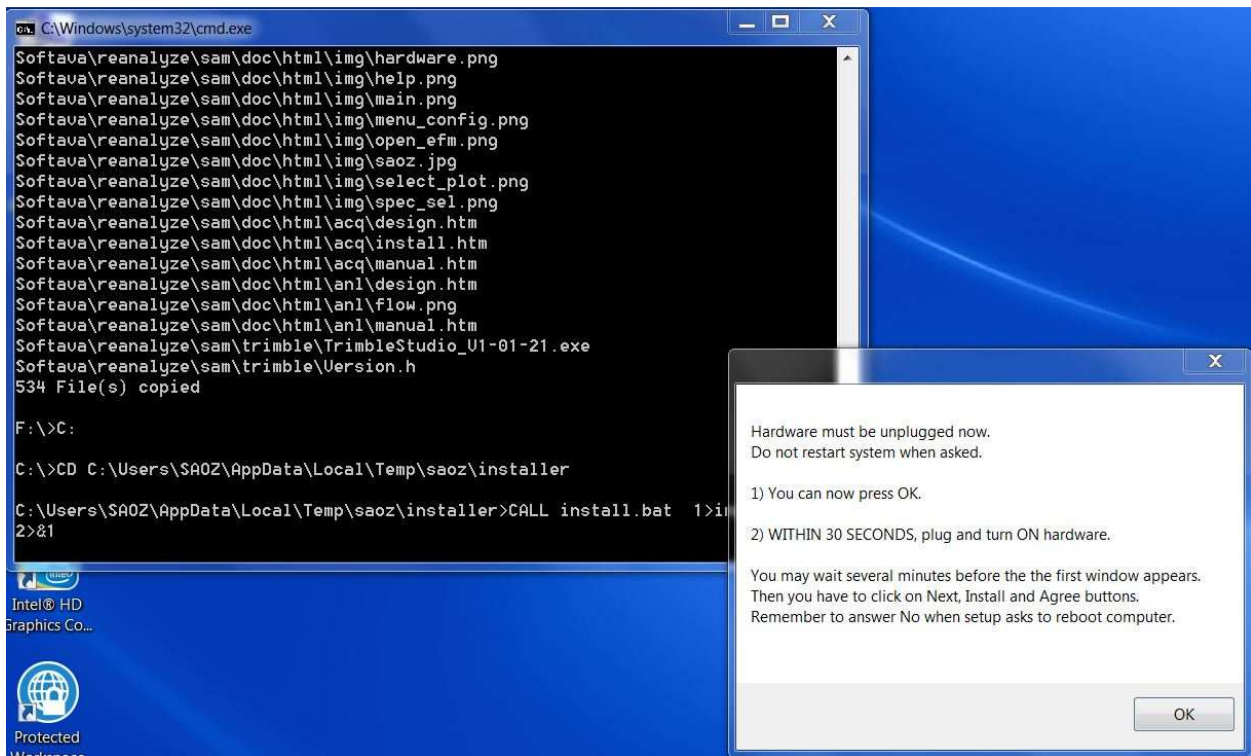 C:\Windows\system32\cmd.exe
Softava\reanalyze\sam\doc\html\img\hardware.png
Softava\reanalyze\sam\doc\html\img\help.png
Softava\reanalyze\sam\doc\html\img\main.png
Softava\reanalyze\sam\doc\html\img\menu_config.png
Softava\reanalyze\sam\doc\html\img\open_efm.png
Softava\reanalyze\sam\doc\html\img\saoz.jpg
Softava\reanalyze\sam\doc\html\img\select_plot.png
Softava\reanalyze\sam\doc\html\img\spec_sel.png
Softava\reanalyze\sam\doc\html\acq\design.htm
Softava\reanalyze\sam\doc\html\acq\install.htm
Softava\reanalyze\sam\doc\html\acq\manual.htm
Softava\reanalyze\sam\doc\html\anl\design.htm
Softava\reanalyze\sam\doc\html\anl\flow.png
Softava\reanalyze\sam\doc\html\anl\manual.htm
Softava\reanalyze\sam\trimble\TrimbleStudio_V1-01-21.exe
Softava\reanalyze\sam\trimble\Version.h
534 File(s) copied
F:\>C:
C:\>CD C:\Users\SAOZ\AppData\Local\Temp\saoz\installer
C:\Users\SAOZ\AppData\Local\Temp\saoz\installer>CALL install.bat 1>i
2>&1
Hardware must be unplugged now.
Do not restart system when asked.
1) You can now press OK.
2) WITHIN 30 SECONDS, plug and turn ON hardware.
You may wait several minutes before the the first window appears.
Then you have to click on Next, Install and Agree buttons.
Remember to answer No when setup asks to reboot computer.
OK
(intel)
Intel® HD
Graphics Co...
Protected